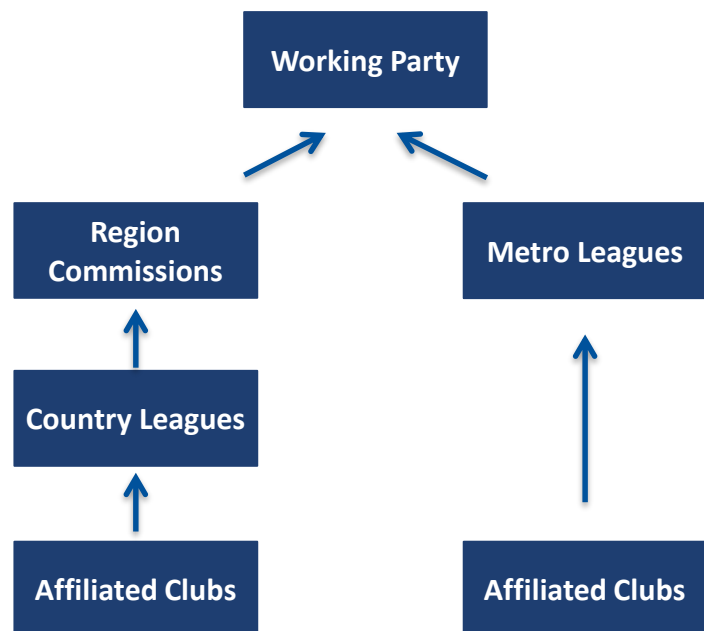 Working Party
Region
Commissions
Metro Leagues
Country Leagues
Affiliated Clubs
Affiliated Clubs